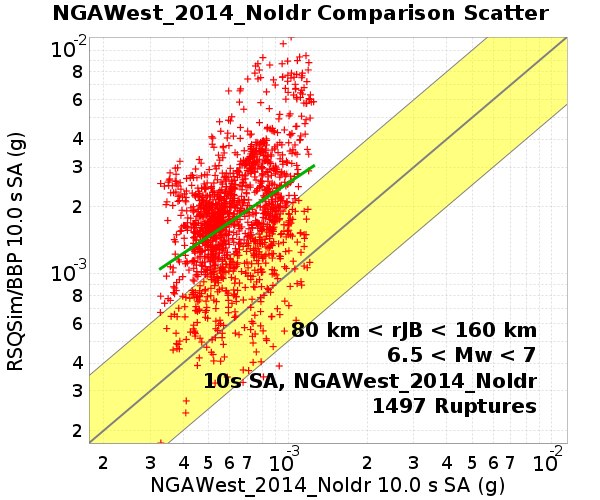 NGAWest_2014_NoIdr Comparison Scatter
10-2
8
6
4
3
2
10-3
8
6
4
3
2
RSQSim/BBP 10.0 s SA (g)
80 km < rJB < 160 km
6.5 < Mw < 7
10s SA, NGAWest_2014_NoIdr
1497 Ruptures
2 3 4 5 6 7 10-3 2 3 4 5 6 7 10-2
NGAWest_2014_NoIdr 10.0 s SA (g)